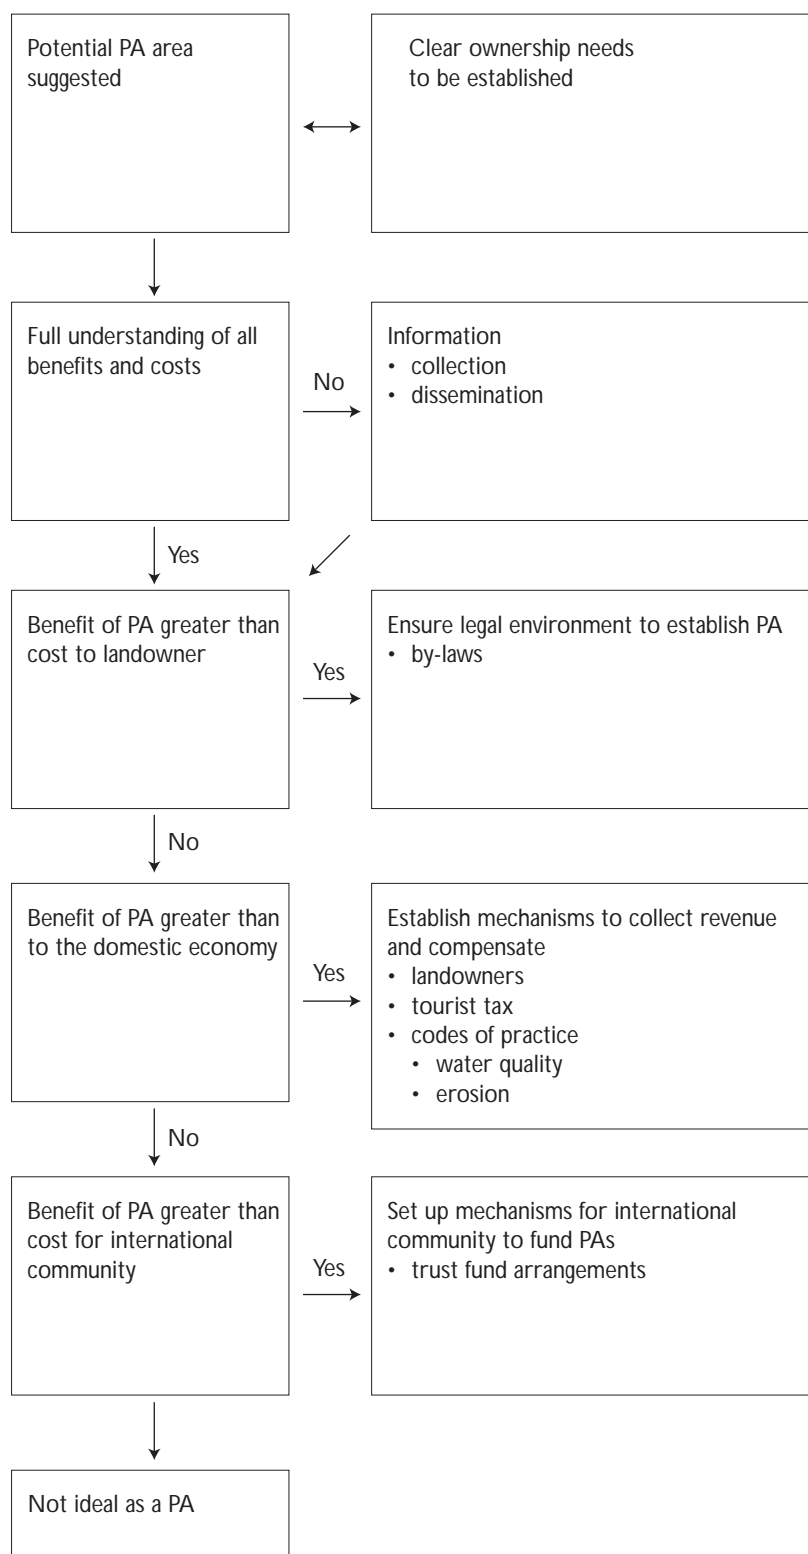 Potential PA area
suggested
Clear ownership needs
to be established
Full understanding of all
benefits and costs
No
Information
• collection
• dissemination
Yes
Benefit of PA greater than
cost to landowner
Yes
Ensure legal environment to establish PA
• by-laws
No
Benefit of PA greater than
to the domestic economy
Yes
Establish mechanisms to collect revenue
and compensate
• landowners
• tourist tax
• codes of practice
• water quality
• erosion
No
Benefit of PA greater than
cost for international
community
Yes
Set up mechanisms for international
community to fund PAs
• trust fund arrangements
Not ideal as a PA